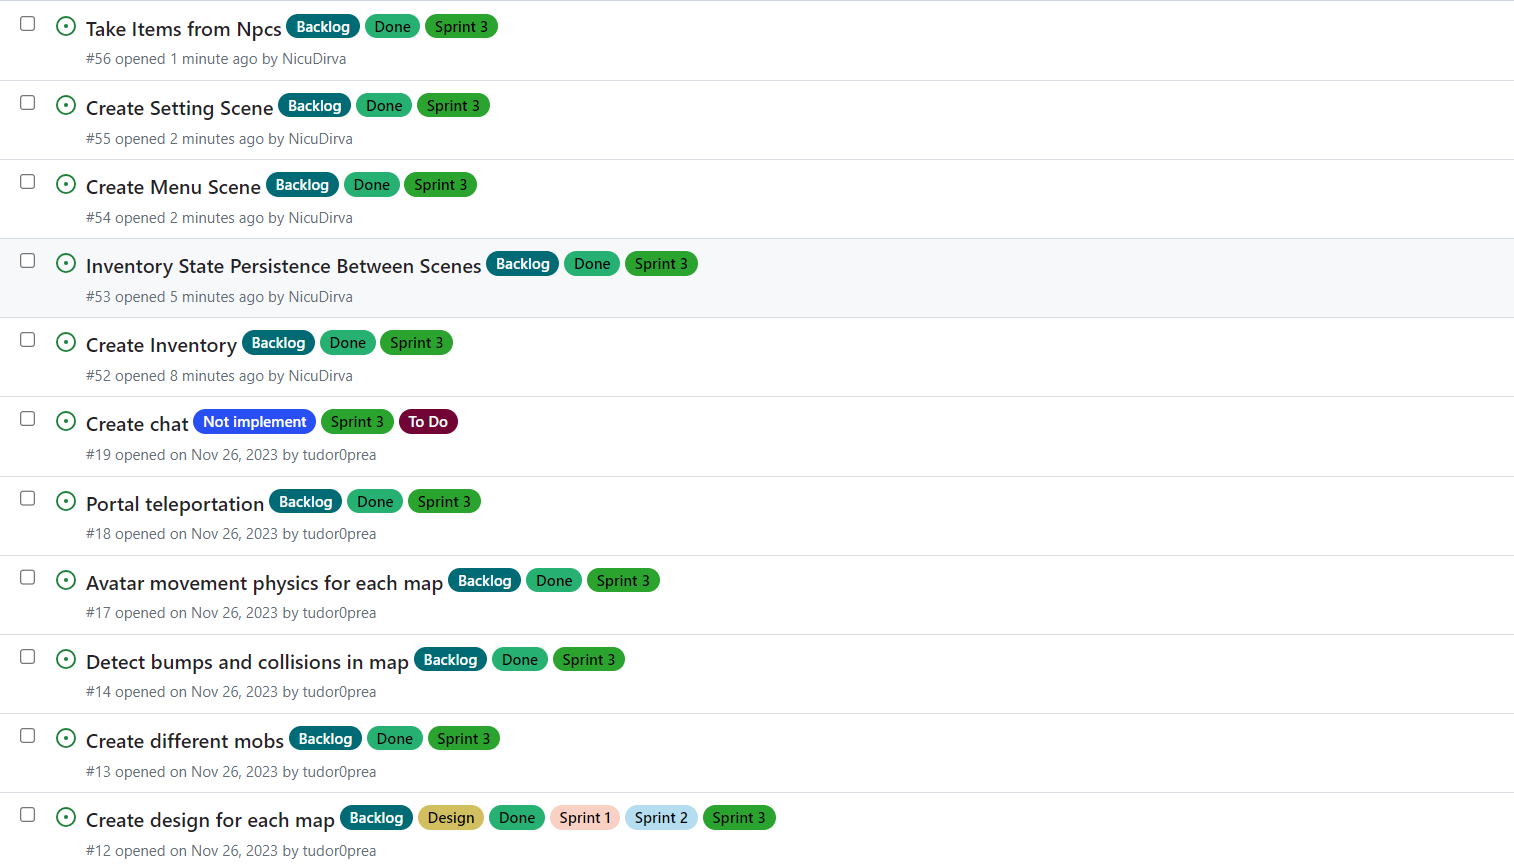 Take Items from Npcs Backlog Done Sprint 3
#56 opened 1 minute ago by NicuDirva
Create Setting Scene Backlog Done Sprint 3
#55 opened 2 minutes ago by NicuDirva
Create Menu Scene Backlog Done Sprint 3
#54 opened 2 minutes ago by NicuDirva
Inventory State Persistence Between Scenes Backlog Done Sprint 3
#53 opened 5 minutes ago by NicuDirva
Create Inventory Backlog Done Sprint 3
#52 opened 8 minutes ago by NicuDirva
Create chat Not implement Sprint 3 To Do
#19 opened on Nov 26, 2023 by tudor0prea
Portal teleportation Backlog Done Sprint 3
#18 opened on Nov 26, 2023 by tudor0prea
Avatar movement physics for each map Backlog Done Sprint 3
#17 opened on Nov 26, 2023 by tudor0prea
Detect bumps and collisions in map Backlog Done Sprint 3
#14 opened on Nov 26, 2023 by tudor0prea
Create different mobs Backlog Done Sprint 3
#13 opened on Nov 26, 2023 by tudor0prea
Create design for each map Backlog Design Done Sprint 1 Sprint 2 Sprint 3
#12 opened on Nov 26, 2023 by tudor0prea